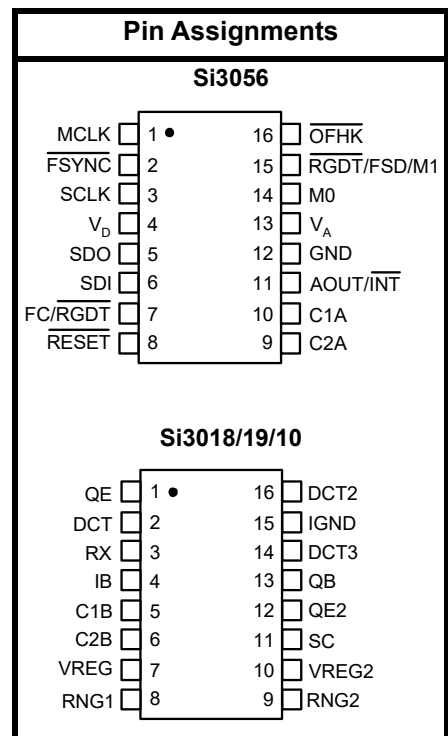 Pin Assignments
Si3056
MCLK 1 16 OFHK
FSYNC 2 15 RGDT/FSD/M1
SCLK 3 14 M0
VD 4 13 VA
SDO 5 12 GND
SDI 6 11 AOUT/INT
FC/RGDT 7 10 C1A
RESET 8 9 C2A
Si3018/19/10
QE 1 16 DCT2
DCT 2 15 IGND
RX 3 14 DCT3
IB 4 13 QB
C1B 5 12 QE2
C2B 6 11 SC
VREG 7 10 VREG2
RNG1 8 9 RNG2